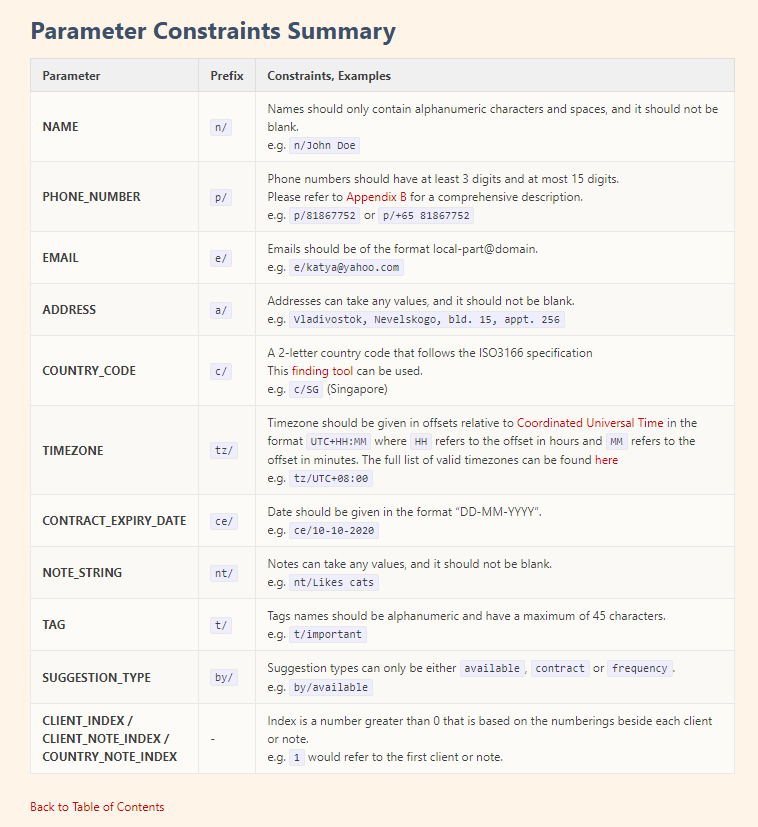 Parameter Constraints Summary
Parameter Prefix Constraints, Examples
NAME n/ Names should only contain alphanumeric characters and spaces, and it should not be
blank.
e.g. n/John Doe
PHONE_NUMBER p/ Phone numbers should have at least 3 digits and at most 15 digits.
Please refer to Appendix B for a comprehensive description.
e.g. p/81867752 or p/+65 81867752
EMAIL e/ Emails should be of the format local-part@domain.
e.g. e/katya@yahoo.com
ADDRESS a/ Addresses can take any values, and it should not be blank.
e.g. Vladivostok, Nevelskogo, bld. 15, appt. 256
COUNTRY_CODE c/ A 2-letter country code that follows the ISO3166 specification
This finding tool can be used.
e.g. c/SG (Singapore)
TIMEZONE tz/ Timezone should be given in offsets relative to Coordinated Universal Time in the
format UTC+HH:MM where HH refers to the offset in hours and MM refers to the
offset in minutes. The full list of valid timezones can be found here
e.g. tz/UTC+08:00
CONTRACT_EXPIRY_DATE ce/ Date should be given in the format “DD-MM-YYYY”.
e.g. ce/10-10-2020
NOTE_STRING nt/ Notes can take any values, and it should not be blank.
e.g. nt/Likes cats
TAG t/ Tags names should be alphanumeric and have a maximum of 45 characters.
e.g. t/important
SUGGESTION_TYPE by/ Suggestion types can only be either available, contract or frequency.
e.g. by/available
CLIENT_INDEX /
CLIENT_NOTE_INDEX /
COUNTRY_NOTE_INDEX
-
Index is a number greater than 0 that is based on the numberings beside each client
or note.
e.g. 1 would refer to the first client or note.
Back to Table of Contents